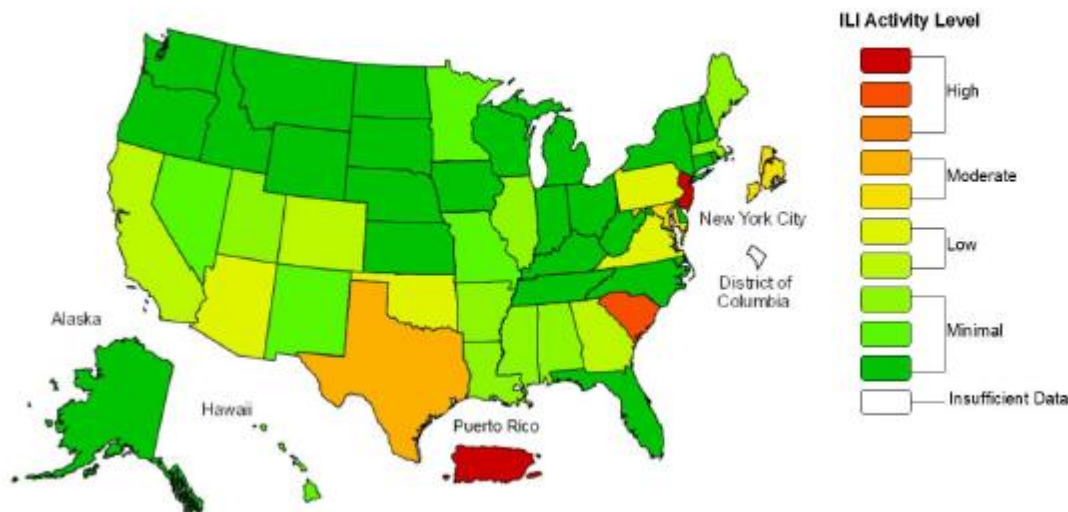 ILI Activity Level
High
Moderate
New York City
Low
District of
Columbia
Alaska
Minimal
Hawaii
Insufficient Data
Puerto Rico